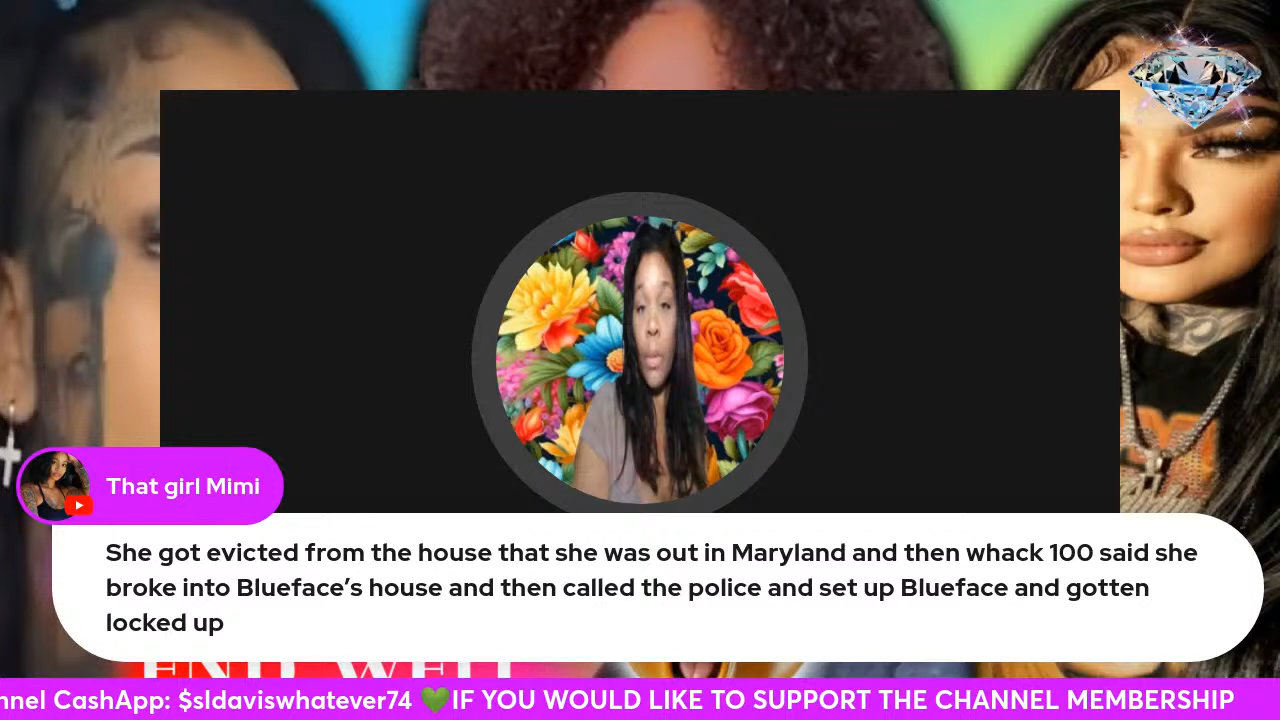 That girl Mimi
She got evicted from the house that she was out in Maryland and then whack 100 said she
broke into Blueface’s house and then called the police and set up Blueface and gotten
locked up
END WELL
nnel CashApp: $sldaviswhatever74 💚IF YOU WOULD LIKE TO SUPPORT THE CHANNEL MEMBERSHIP